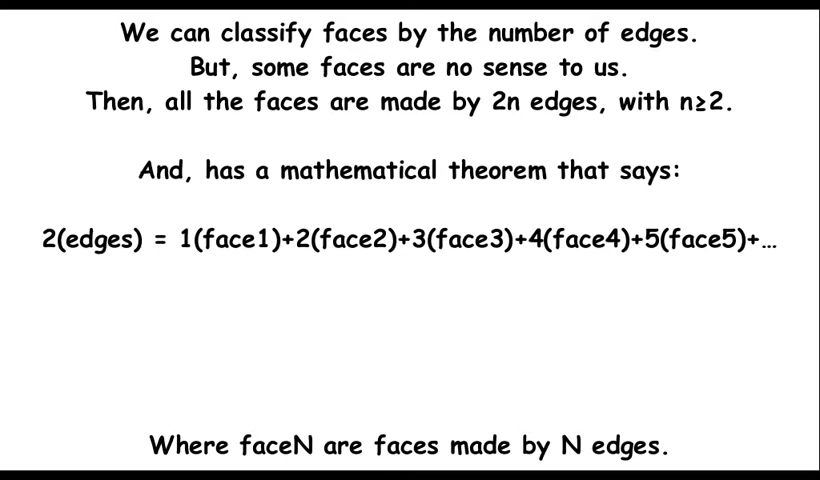 We can classify faces by the number of edges.
But, some faces are no sense to us.
Then, all the faces are made by 2n edges, with n≥2.
And, has a mathematical theorem that says:
2(edges) = 1(face1)+2(face2)+3(face3)+4(face4)+5(face5)+...
Where faceN are faces made by N edges.